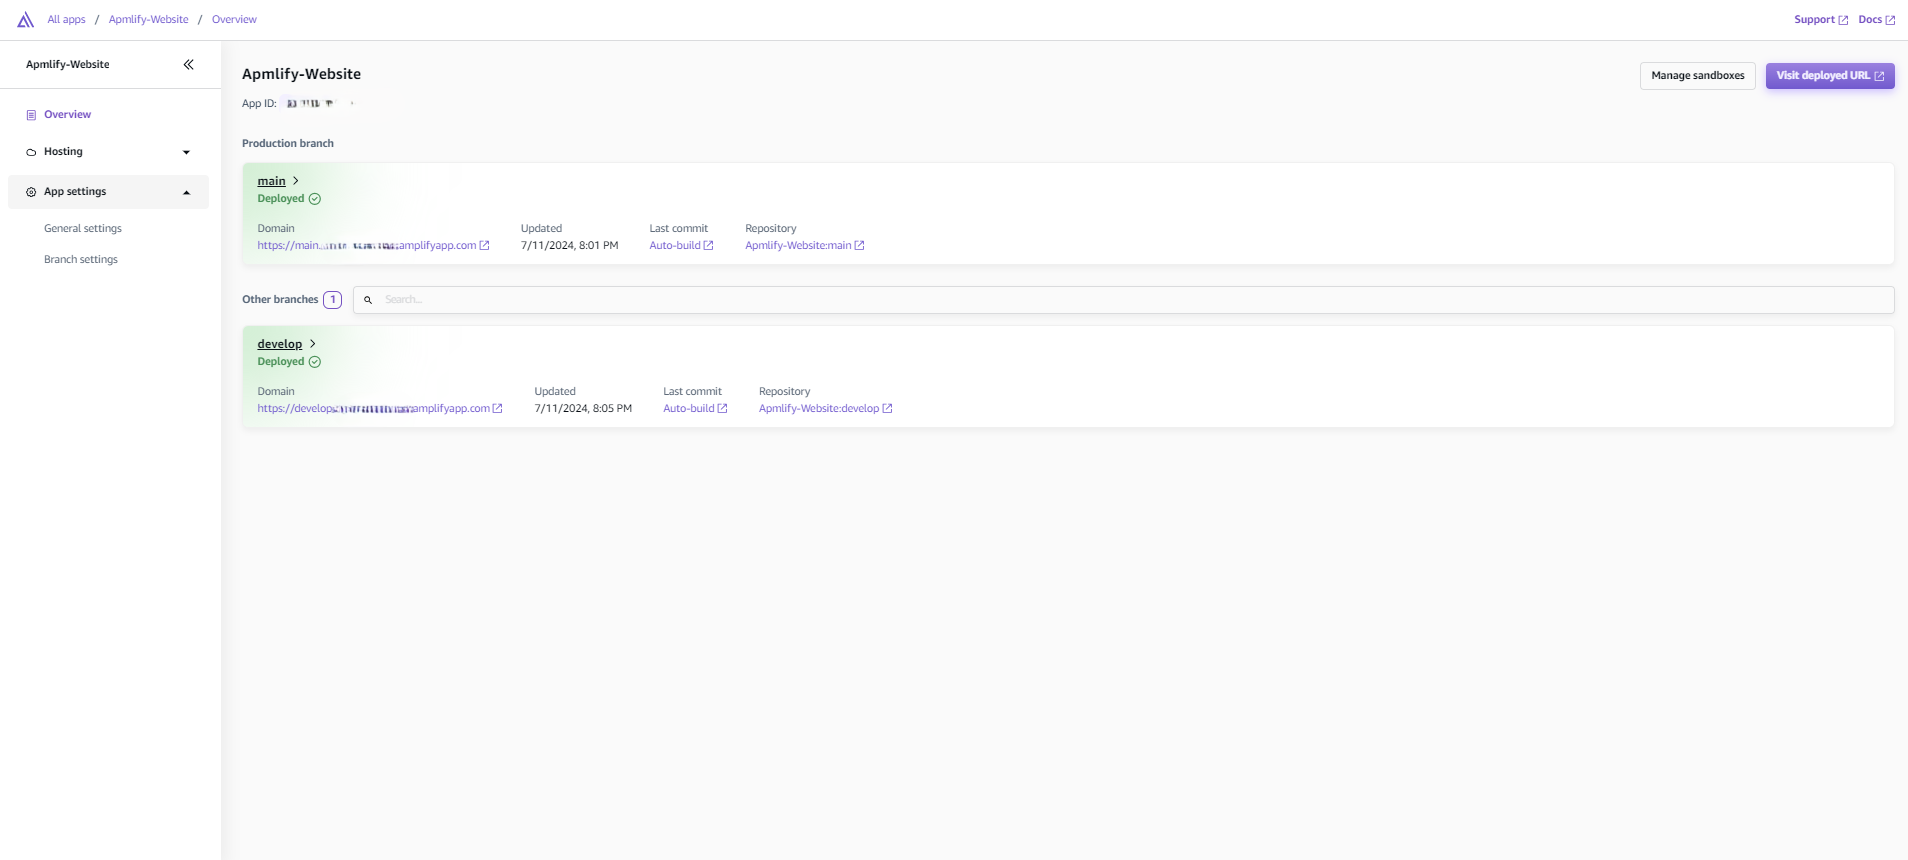 All apps / Apmlify-Website / Overview
Support Docs
Apmlify-Website
Overview
Hosting
App settings
General settings
Branch settings
Apmlify-Website
Manage sandboxes
Visit deployed URL
App ID:
Production branch
main
Deployed
Domain Updated Last commit Repository
https://main. amplifyapp.com 7/11/2024, 8:01 PM Auto-build Apmlify-Website:main
Other branches 1 Search...
develop
Deployed
Domain Updated Last commit Repository
https://develop. amplifyapp.com 7/11/2024, 8:05 PM Auto-build Apmlify-Website:develop